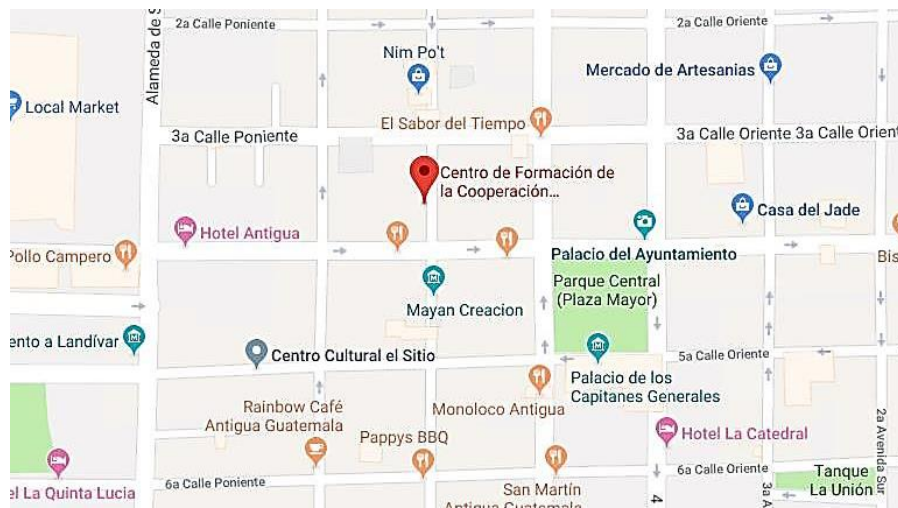 2a Calle Poniente
2a Calle Oriente
Alameda de S
Nim Po't
Mercado de Artesanias
Local Market
El Sabor del Tiempo
3a Calle Poniente
3a Calle Oriente
3a Calle Orient
Centro de Formación de
la Cooperación...
Casa del Jade
Hotel Antigua
Pollo Campero
Palacio del Ayuntamiento
Bis
Parque Central
(Plaza Mayor)
Mayan Creacion
ento a Landívar
Centro Cultural el Sitio
5a Calle Oriente
Palacio de los
Capitanes Generales
Rainbow Café
Antigua Guatemala
Monoloco Antigua
Pappys BBQ
Hotel La Catedral
2a Avenida Sur
el La Quinta Lucia
6a Calle Poniente
6a Calle Oriente
Tanque
La Unión
San Martín
Antigua Guatemala
4
3a A